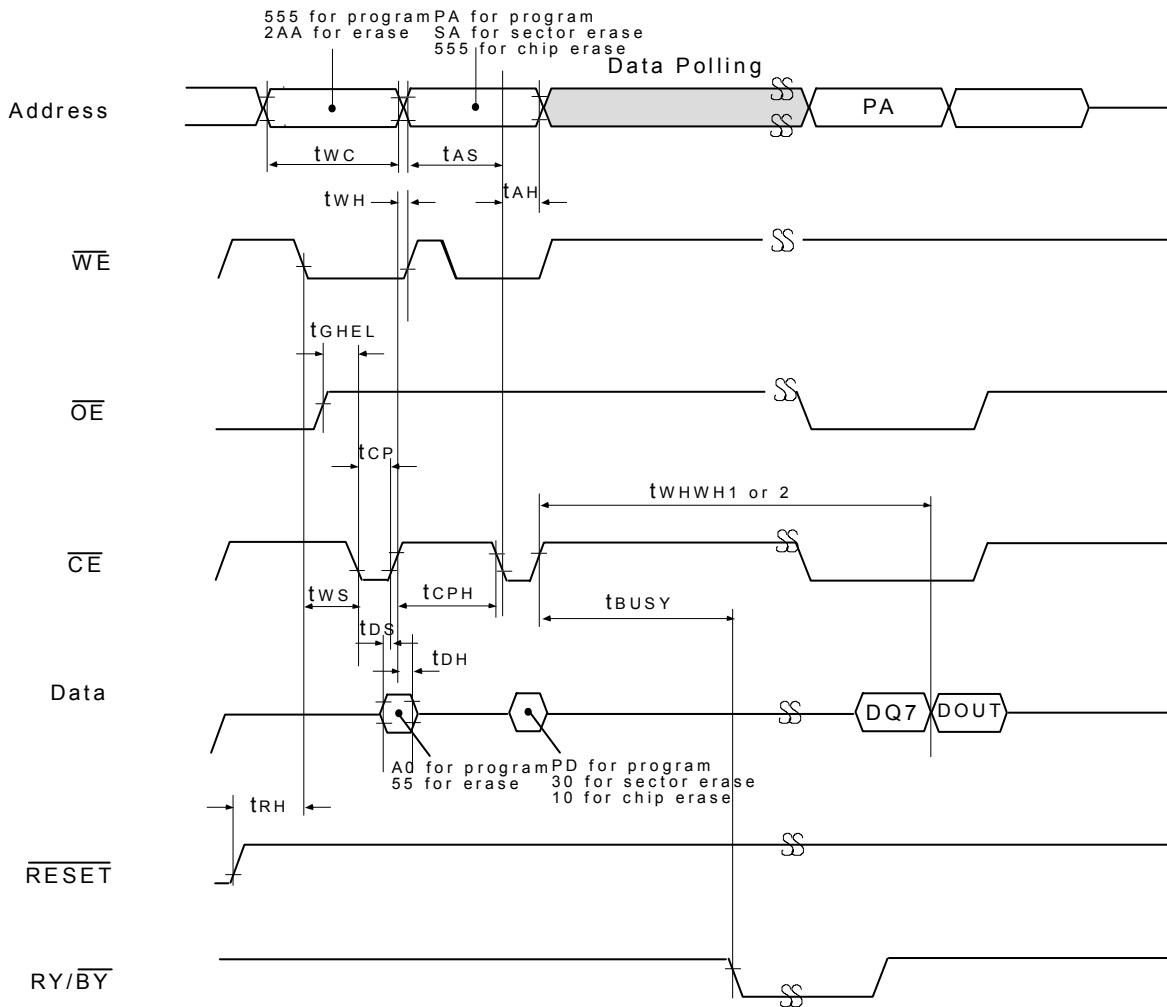 555 for program
2AA for erase
PA for program
SA for sector erase
555 for chip erase
Data Polling
Address
PA
tWC
tAS
tAH
tWH
WE
tGHEL
OE
tCP
tWHWH1 or 2
CE
tWS
tCPH
tBUSY
tDS
tDH
Data
DQ7
DOUT
A0 for program
55 for erase
PD for program
30 for sector erase
10 for chip erase
tRH
RESET
RY/BY